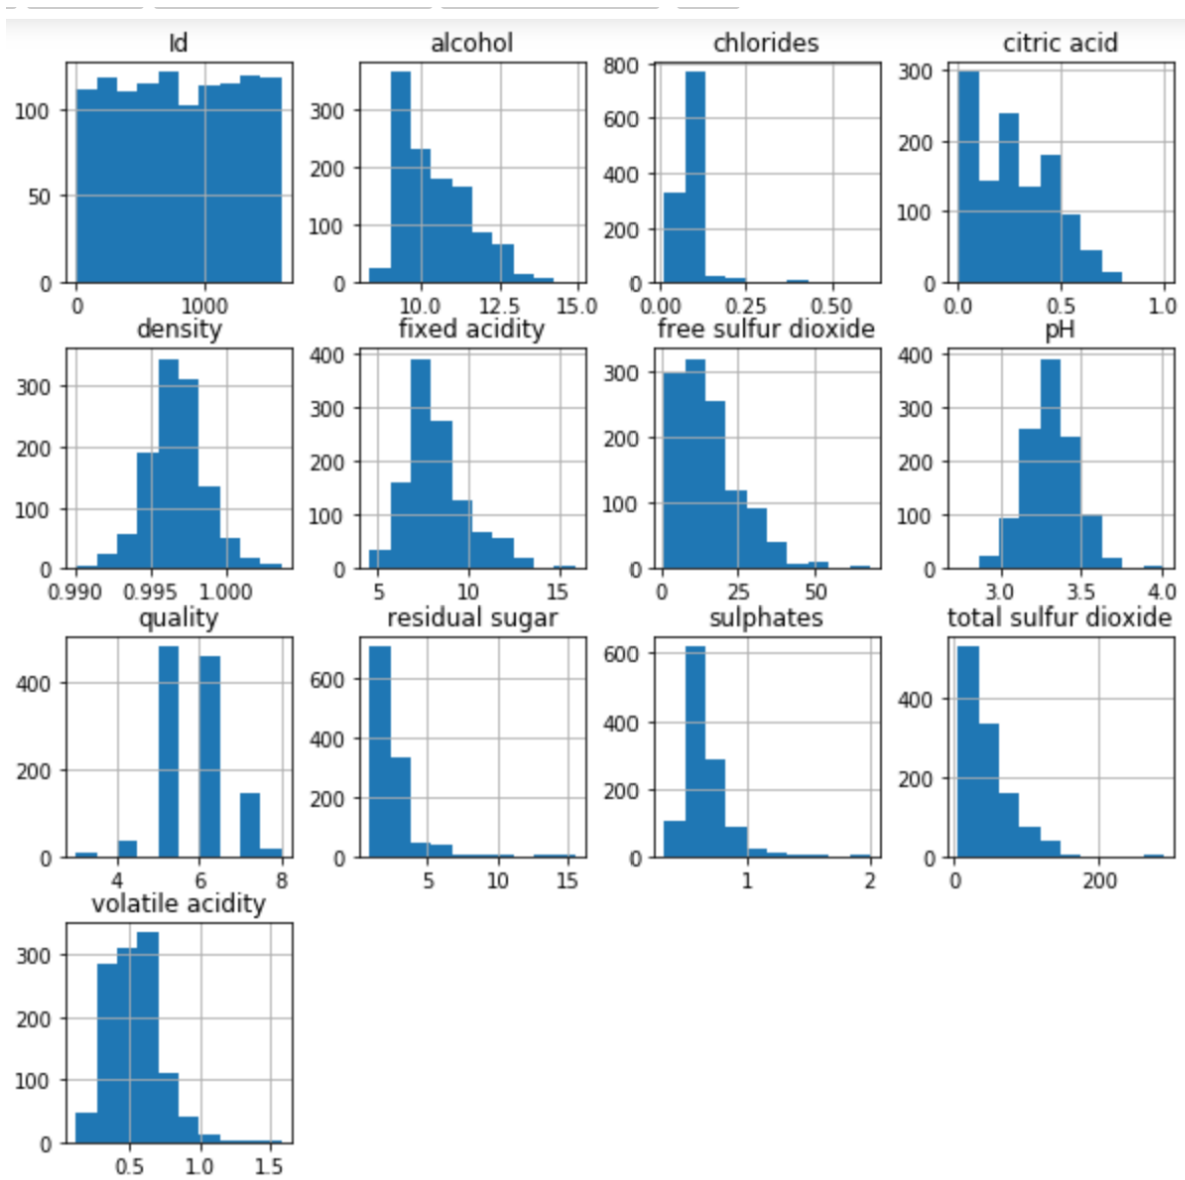 Id alcohol chlorides citric acid
100 50 0 0 1000
300 200 100 0 10.0 12.5 15.0
800 600 400 200 0 0.00 0.25 0.50
300 200 100 0 0.0 0.5 1.0
density fixed acidity free sulfur dioxide pH
300 200 100 0 0.990 0.995 1.000
400 300 200 100 0 5 10 15
300 200 100 0 0 25 50
400 300 200 100 0 3.0 3.5 4.0
quality residual sugar sulphates total sulfur dioxide
400 200 0 4 6 8
600 400 200 0 5 10 15
600 400 200 0 1 2
400 200 0 0 200
volatile acidity
300 200 100 0 0.5 1.0 1.5